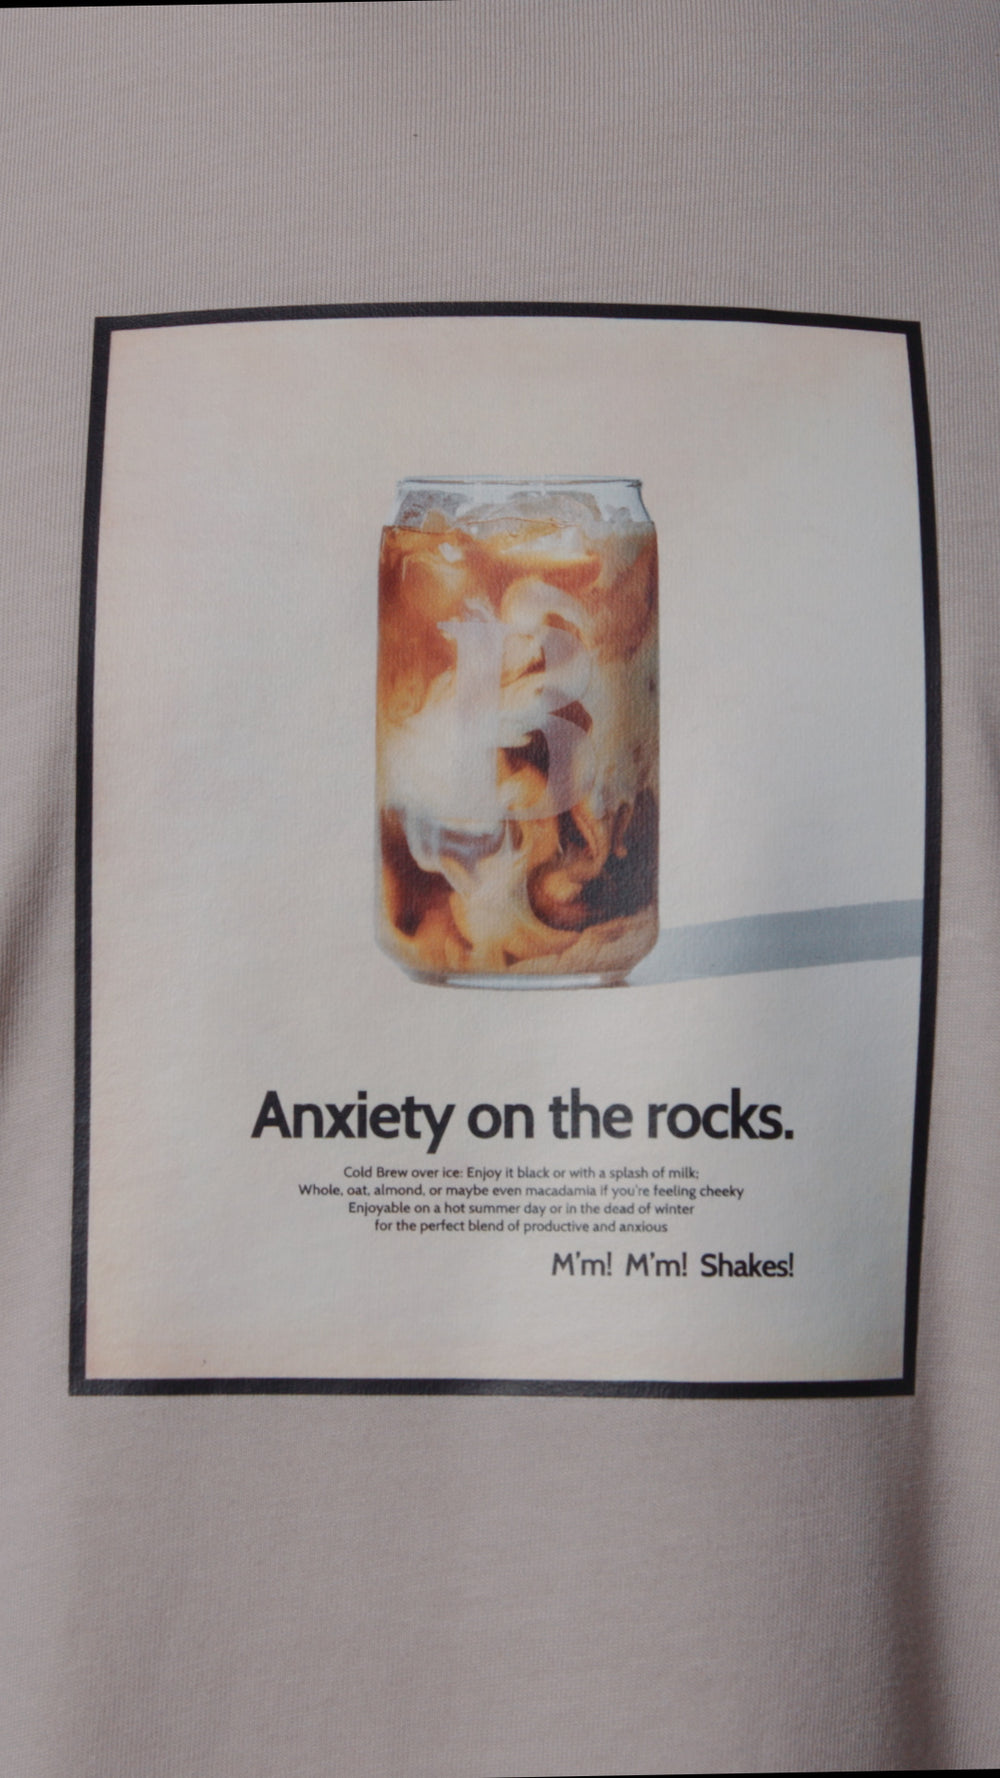 B
Anxiety on the rocks.
Cold Brew over ice: Enjoy it black or with a splash of milk;
Whole, oat, almond, or maybe even macadamia if you're feeling cheeky
Enjoyable on a hot summer day or in the dead of winter
for the perfect blend of productive and anxious
M'm! M'm! Shakes!